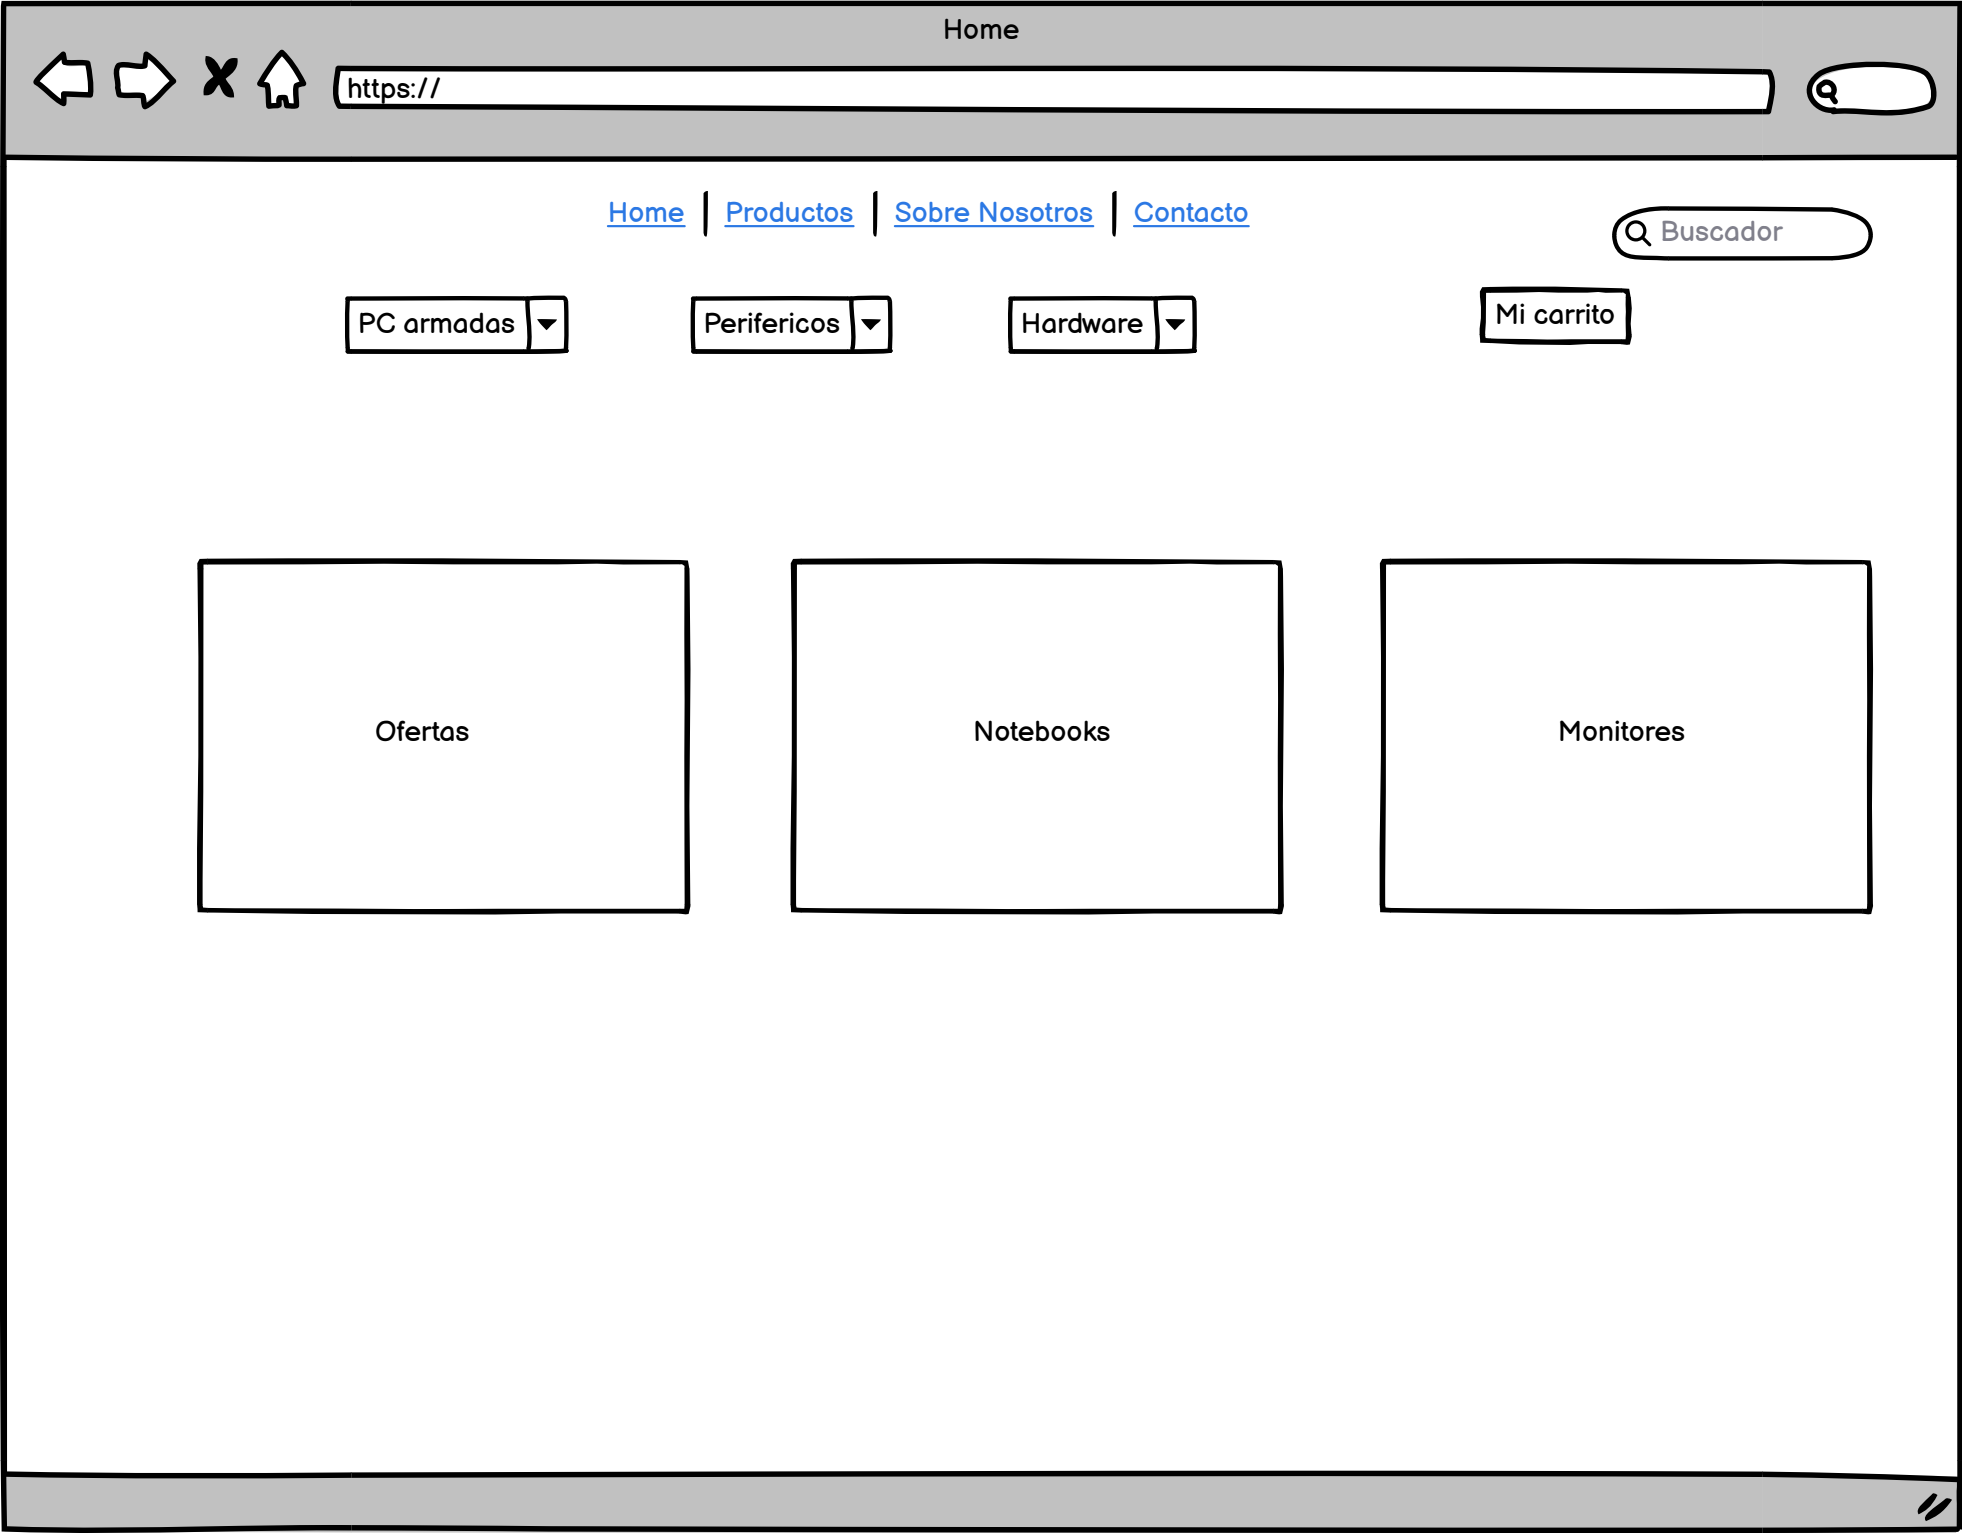 Home
https://
Home
Productos
Sobre Nosotros
Contacto
Buscador
PC armadas
Perifericos
Hardware
Mi carrito
Ofertas
Notebooks
Monitores